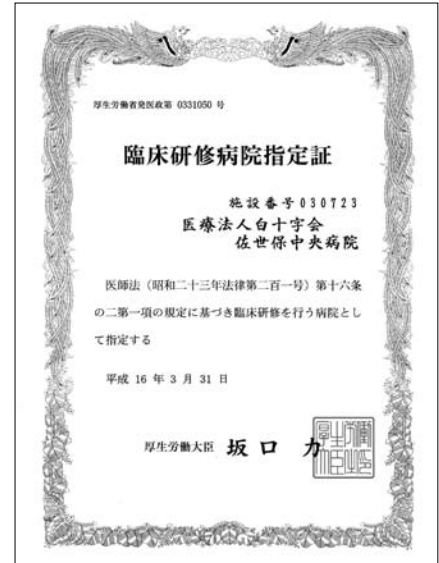 厚生労働省発医政第 0331050 号
臨床研修病院指定証
施設番号030723
医療法人白十字会
佐世保中央病院
医師法（昭和二十三年法律第二百一号）第十六条
の二第一項の規定に基づき臨床研修を行う病院とし
て指定する
平成 16 年 3 月 31 日
厚生労働大臣 坂口 力